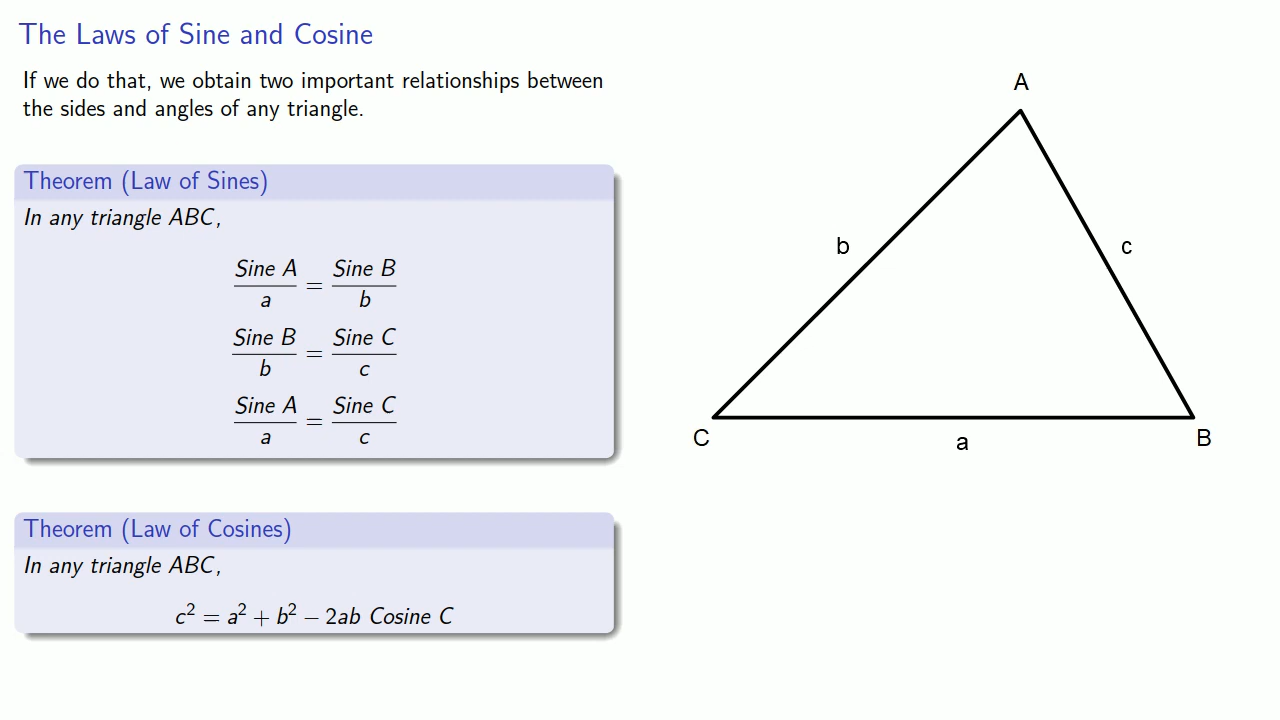 The Laws of Sine and Cosine
If we do that, we obtain two important relationships between
the sides and angles of any triangle.
Theorem (Law of Sines)
In any triangle ABC,
Sine A / a = Sine B / b
Sine B / b = Sine C / c
Sine A / a = Sine C / c
Theorem (Law of Cosines)
In any triangle ABC,
c² = a² + b² − 2ab Cosine C
A
b
c
C
a
B